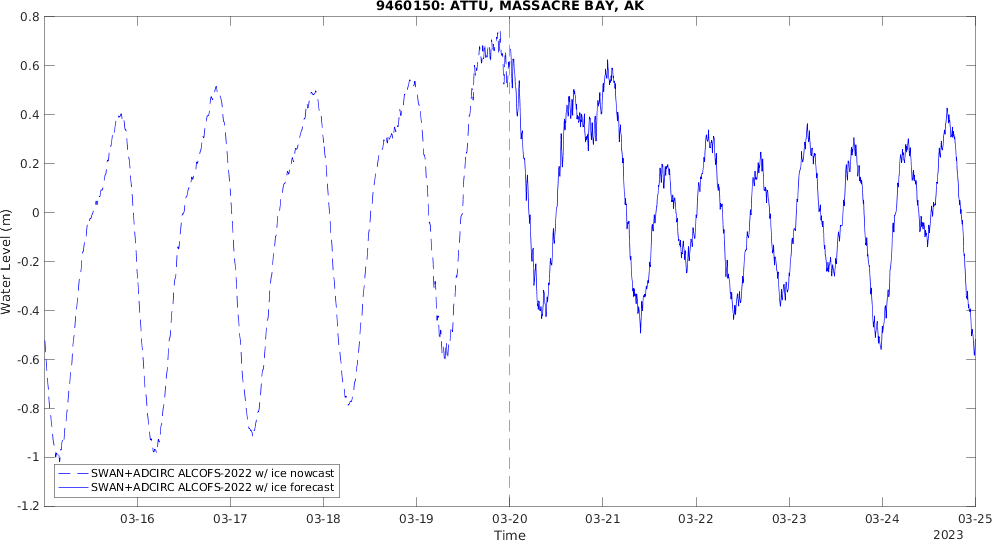 9460150: ATTU, MASSACRE BAY, AK
0.8
0.6
0.4
0.2
0
-0.2
-0.4
-0.6
-0.8
-1
-1.2
Water Level (m)
SWAN+ADCIRC ALCOFS-2022 w/ ice nowcast
SWAN+ADCIRC ALCOFS-2022 w/ ice forecast
03-16 03-17 03-18 03-19 03-20 03-21 03-22 03-23 03-24 03-25
Time
2023